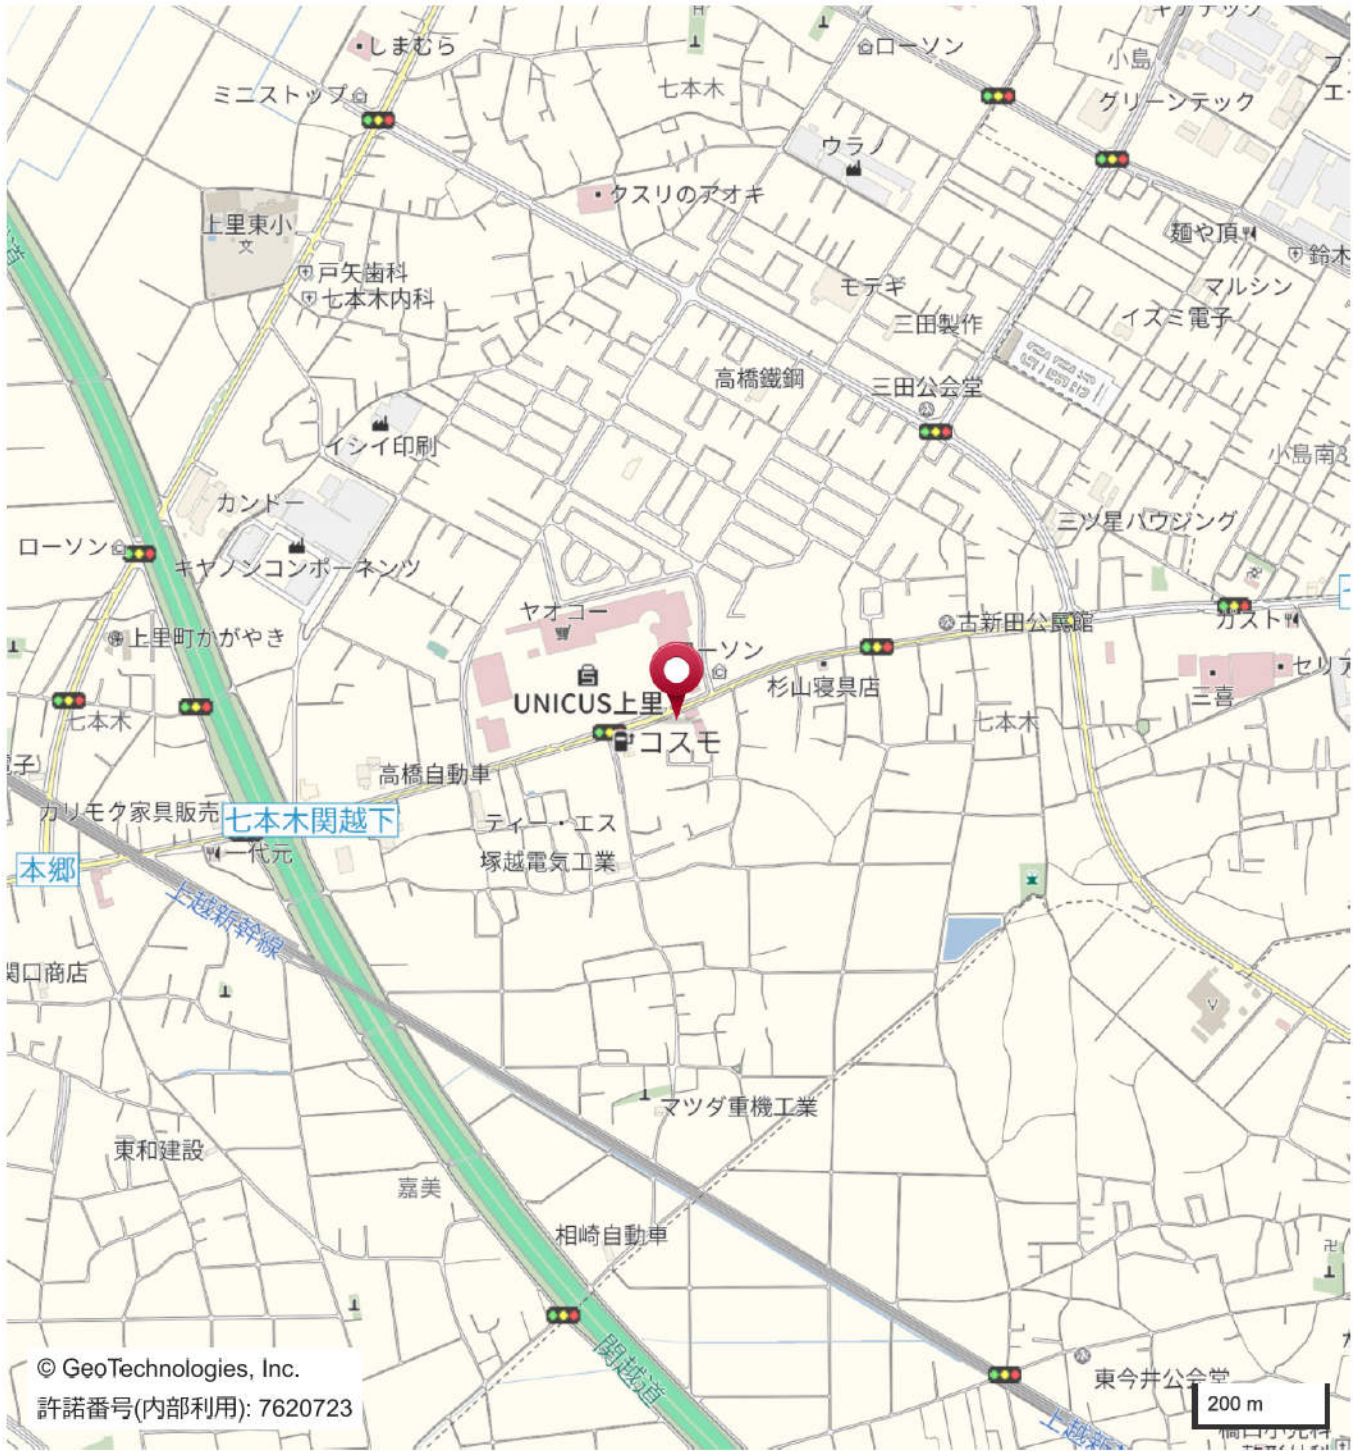 しまむら
ローソン
小島
ミニストップ
七本木
グリーンテック
ウラノ
クスリのアオキ
上里東小
麺や頂
鈴木
戸矢歯科
七本木内科
モテギ
マルシン
三田製作
イズミ電子
高橋鐵鋼
三田公会堂
イシイ印刷
小島南3
カンドー
三ツ星ハウジング
ローソン
キヤノンコンポーネンツ
ヤオコー
古新田公民館
ガスト
上里町かがやき
ーソン
セリア
杉山寝具店
三喜
UNICUS上里
七本木
七本木
コスモ
電子
高橋自動車
カリモク家具販売
七本木関越下
ティー・エス
一代元
塚越電気工業
本郷
上越新幹線
関口商店
マツダ重機工業
東和建設
嘉美
相崎自動車
関越道
東今井公会堂
© GeoTechnologies, Inc.
許諾番号(内部利用): 7620723
200 m
上越新